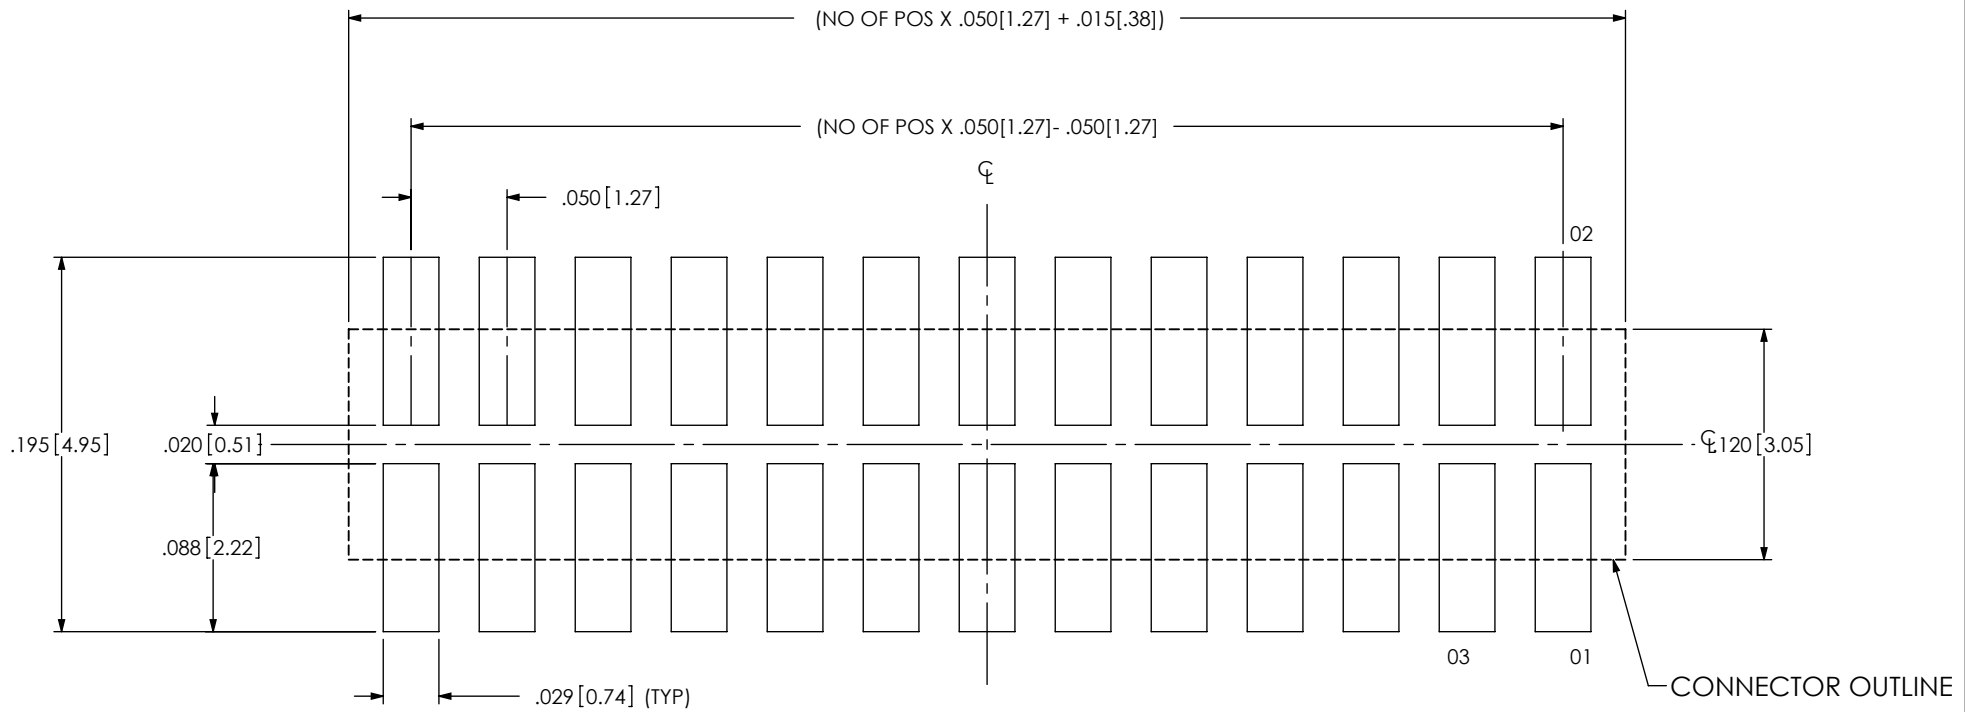 (NO OF POS X .050[1.27] + .015[.38])
(NO OF POS X .050[1.27]- .050[1.27]
℄
.050[1.27]
02
.195[4.95]
.020[0.51]
℄
.120[3.05]
.088[2.22]
03
01
.029[0.74] (TYP)
CONNECTOR OUTLINE